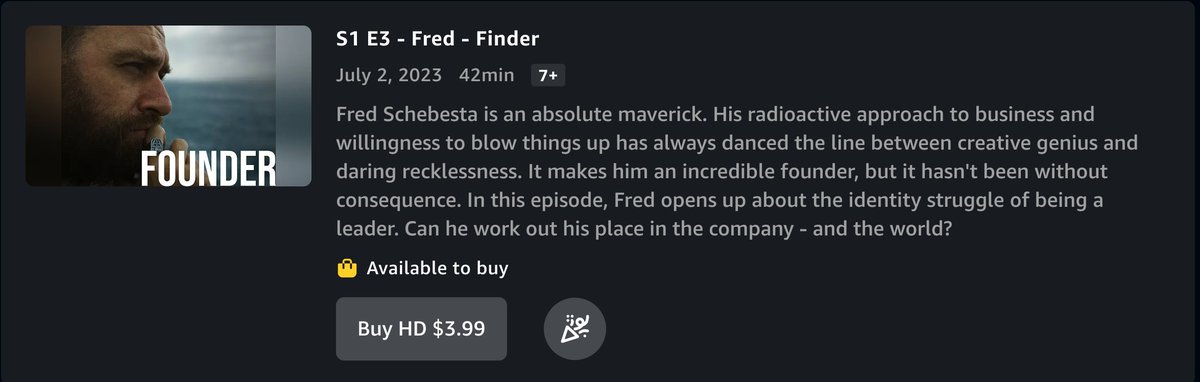 S1 E3 - Fred - Finder
July 2, 2023 42min 7+
Fred Schebesta is an absolute maverick. His radioactive approach to business and
willingness to blow things up has always danced the line between creative genius and
daring recklessness. It makes him an incredible founder, but it hasn't been without
consequence. In this episode, Fred opens up about the identity struggle of being a
leader. Can he work out his place in the company - and the world?
FOUNDER
Available to buy
Buy HD $3.99